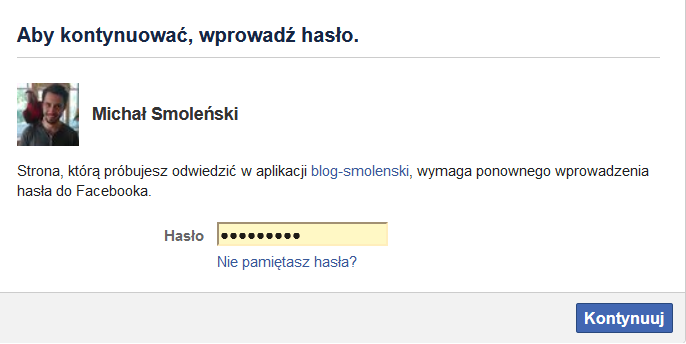 Aby kontynuować, wprowadź hasło.
Michał Smoleński
Strona, którą próbujesz odwiedzić w aplikacji blog-smolenski, wymaga ponownego wprowadzenia
hasła do Facebooka.
Hasło •••••••••
Nie pamiętasz hasła?
Kontynuuj